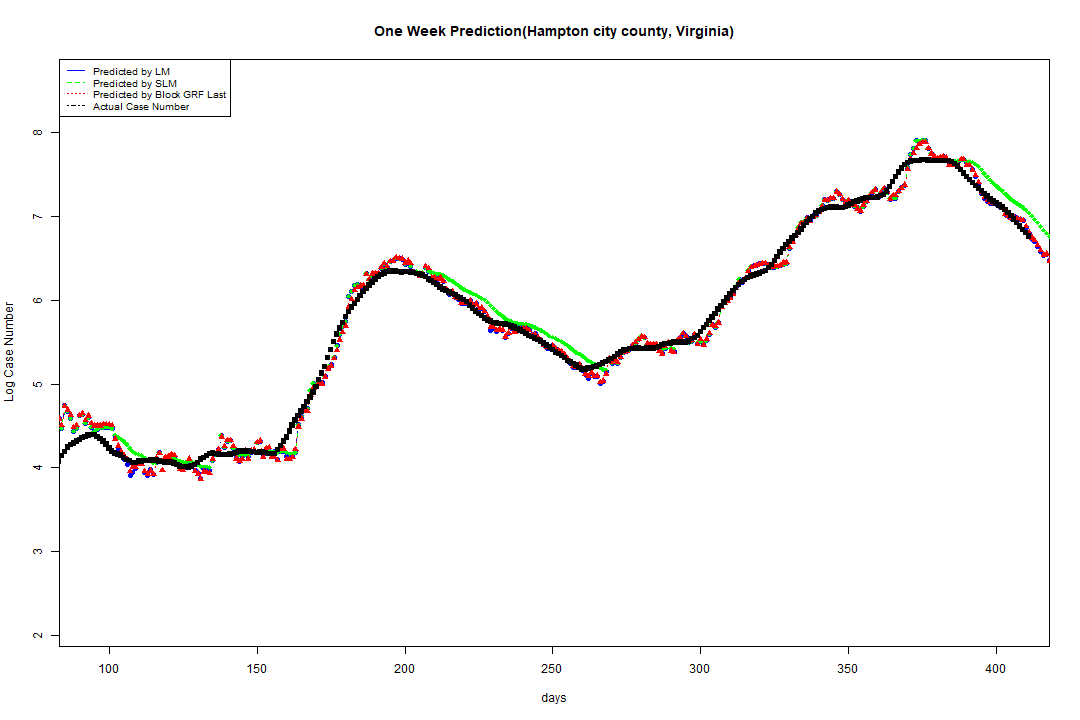 One Week Prediction(Hampton city county, Virginia)
Predicted by LM
Predicted by SLM
Predicted by Block GRF Last
Actual Case Number
8
7
6
5
4
3
2
Log Case Number
100 150 200 250 300 350 400
days